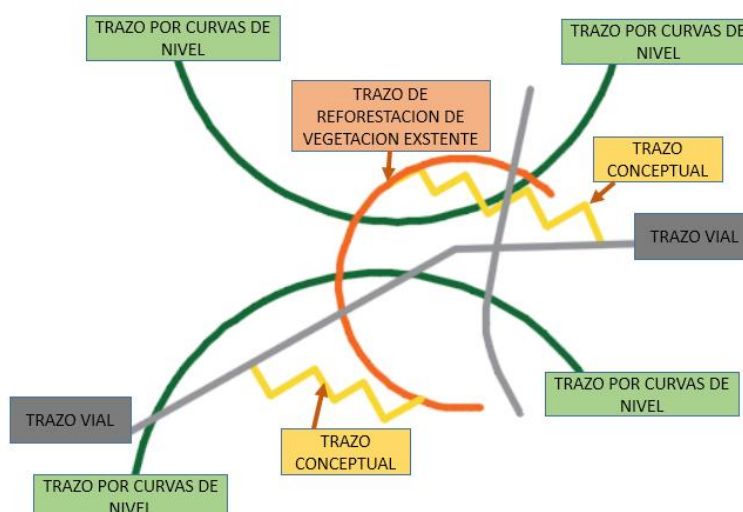 TRAZO POR CURVAS DE
NIVEL
TRAZO POR CURVAS DE
NIVEL
TRAZO DE
REFORESTACION DE
VEGETACION EXSTENTE
TRAZO
CONCEPTUAL
TRAZO VIAL
TRAZO POR CURVAS DE
NIVEL
TRAZO VIAL
TRAZO
CONCEPTUAL
TRAZO POR CURVAS DE
NIVEL